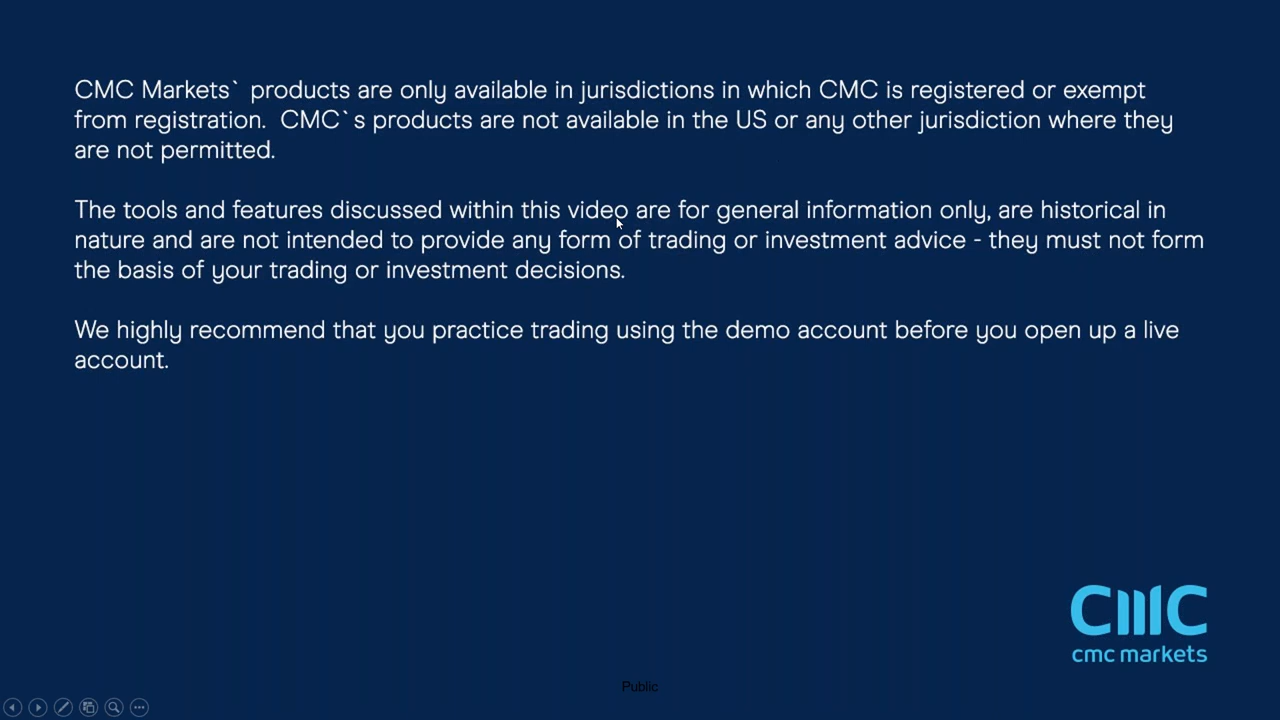 CMC Markets` products are only available in jurisdictions in which CMC is registered or exempt
from registration.  CMC`s products are not available in the US or any other jurisdiction where they
are not permitted.
The tools and features discussed within this video are for general information only, are historical in
nature and are not intended to provide any form of trading or investment advice - they must not form
the basis of your trading or investment decisions.
We highly recommend that you practice trading using the demo account before you open up a live
account.
CMC
cmc markets
Public